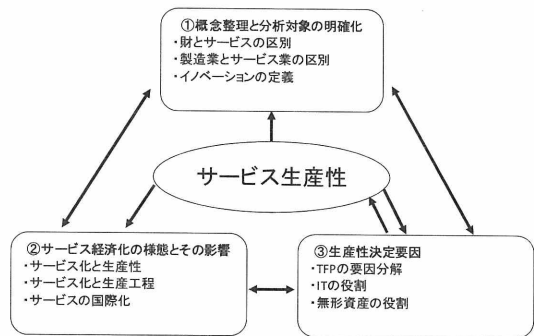 ①概念整理と分析対象の明確化
・財とサービスの区別
・製造業とサービス業の区別
・イノベーションの定義
サービス生産性
②サービス経済化の様態とその影響
・サービス化と生産性
・サービス化と生産工程
・サービスの国際化
③生産性決定要因
・TFPの要因分解
・ITの役割
・無形資産の役割